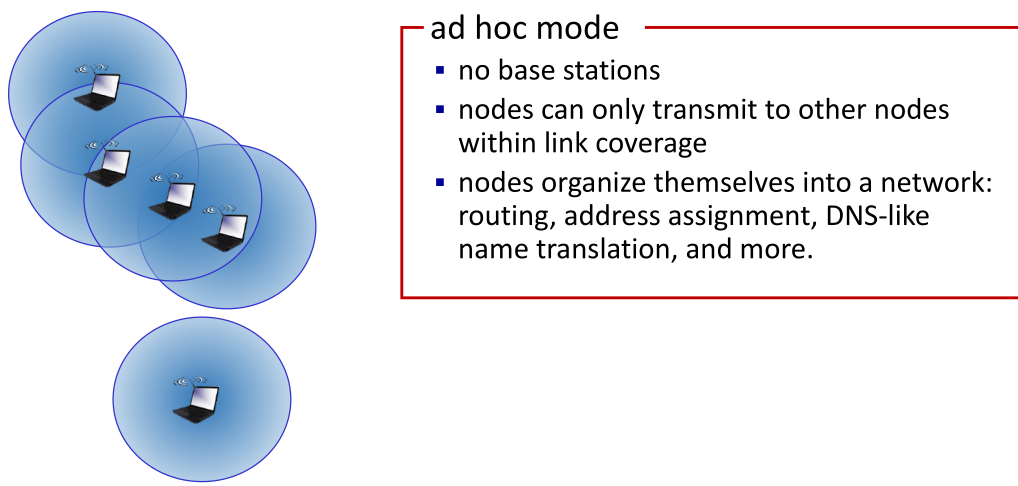 ad hoc mode
▪ no base stations
▪ nodes can only transmit to other nodes
within link coverage
▪ nodes organize themselves into a network:
routing, address assignment, DNS-like
name translation, and more.